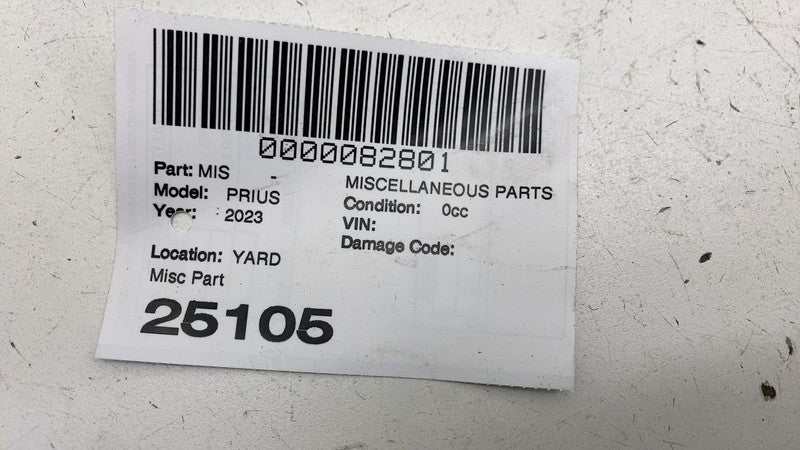 0000082801
Part: MIS - MISCELLANEOUS PARTS
Model: PRIUS Condition: 0cc
Year: 2023 VIN:
Damage Code:
Location: YARD
Misc Part
25105